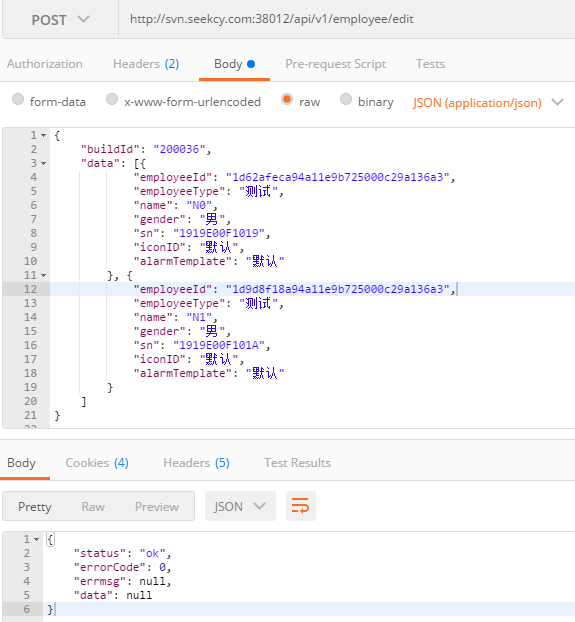 POST http://svn.seekcy.com:38012/api/v1/employee/edit
Authorization Headers (2) Body Pre-request Script Tests
form-data x-www-form-urlencoded raw binary JSON (application/json)
1 {
2 "buildId": "200036",
3 "data": [{
4 "employeeId": "1d62afeca94a11e9b725000c29a136a3",
5 "employeeType": "测试",
6 "name": "N0",
7 "gender": "男",
8 "sn": "1919E00F1019",
9 "iconID": "默认",
10 "alarmTemplate": "默认"
11 }, {
12 "employeeId": "1d9d8f18a94a11e9b725000c29a136a3",
13 "employeeType": "测试",
14 "name": "N1",
15 "gender": "男",
16 "sn": "1919E00F101A",
17 "iconID": "默认",
18 "alarmTemplate": "默认"
19 }
20 ]
21 }
Body Cookies (4) Headers (5) Test Results
Pretty Raw Preview JSON
1 {
2 "status": "ok",
3 "errorCode": 0,
4 "errmsg": null,
5 "data": null
6 }